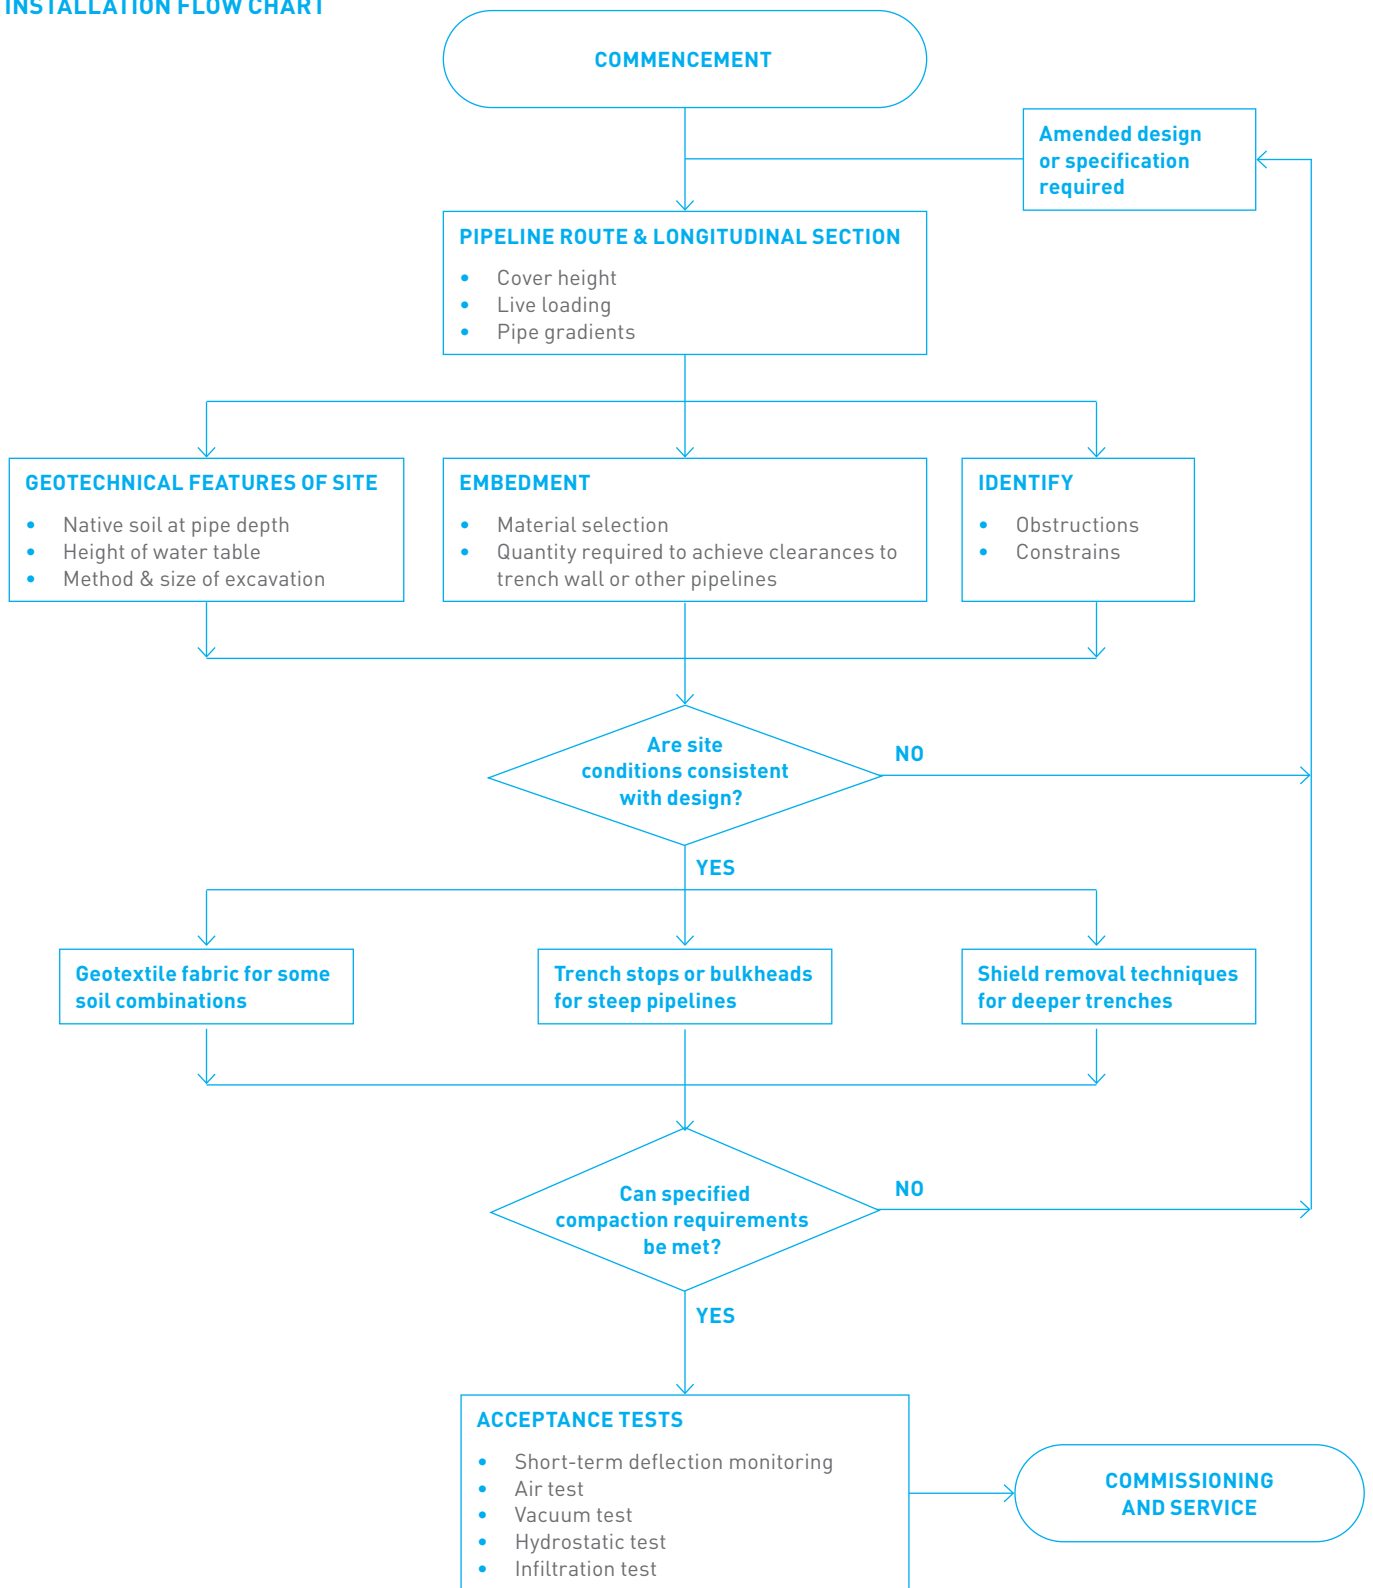 INSTALLATION FLOW CHART
COMMENCEMENT
Amended design
or specification
required
PIPELINE ROUTE & LONGITUDINAL SECTION
• Cover height
• Live loading
• Pipe gradients
GEOTECHNICAL FEATURES OF SITE
• Native soil at pipe depth
• Height of water table
• Method & size of excavation
EMBEDMENT
• Material selection
• Quantity required to achieve clearances to
trench wall or other pipelines
IDENTIFY
• Obstructions
• Constrains
Are site
conditions consistent
with design?
NO
YES
Geotextile fabric for some
soil combinations
Trench stops or bulkheads
for steep pipelines
Shield removal techniques
for deeper trenches
Can specified
compaction requirements
be met?
NO
YES
ACCEPTANCE TESTS
• Short-term deflection monitoring
• Air test
• Vacuum test
• Hydrostatic test
• Infiltration test
COMMISSIONING
AND SERVICE